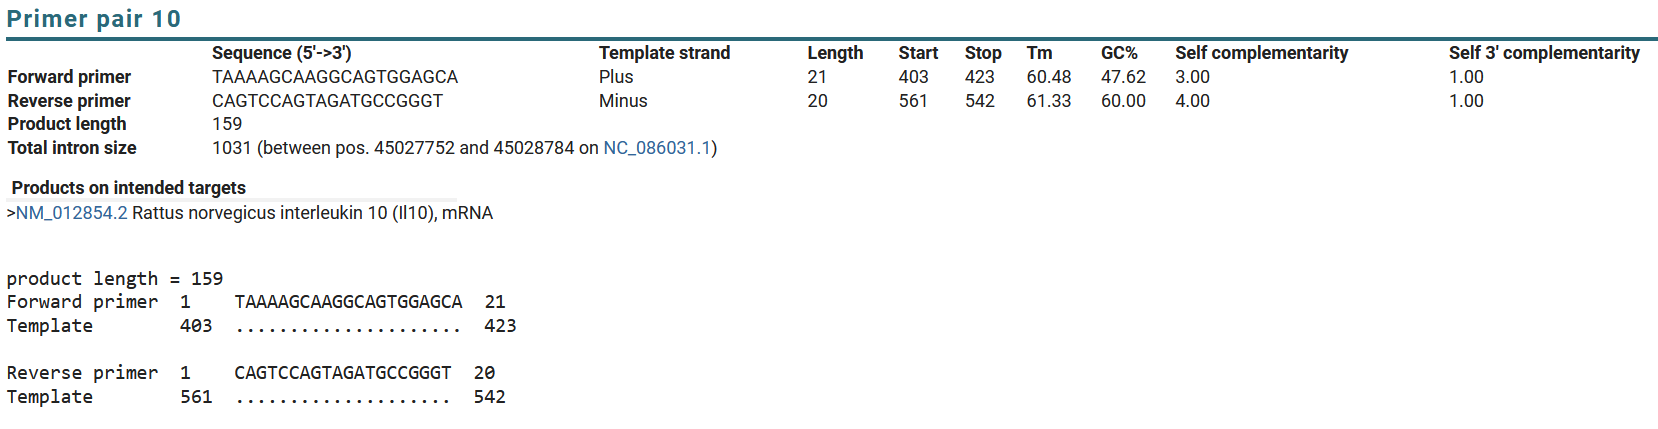 Primer pair 10
Sequence (5'->3') Template strand Length Start Stop Tm GC% Self complementarity Self 3' complementarity
Forward primer TAAAAGCAAGGCAGTGGAGCA Plus 21 403 423 60.48 47.62 3.00 1.00
Reverse primer CAGTCCAGTAGATGCCGGGT Minus 20 561 542 61.33 60.00 4.00 1.00
Product length 159
Total intron size 1031 (between pos. 45027752 and 45028784 on NC_086031.1)
Products on intended targets
>NM_012854.2 Rattus norvegicus interleukin 10 (Il10), mRNA
product length = 159
Forward primer 1 TAAAAGCAAGGCAGTGGAGCA 21
Template 403 ..................... 423
Reverse primer 1 CAGTCCAGTAGATGCCGGGT 20
Template 561 .................... 542